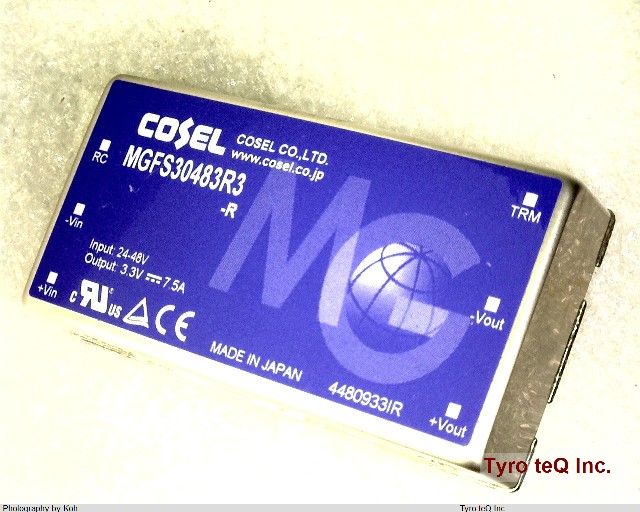 COSEL
COSEL CO.,LTD.
www.cosel.co.jp
RC
MGFS30483R3
-R
MG
TRM
-Vin
Input: 24-48V
Output: 3.3V 7.5A
+Vin
c RU us
CE
-Vout
MADE IN JAPAN
4480933IR
+Vout
Tyro teQ Inc.
Photography by Koh
Tyro teQ Inc